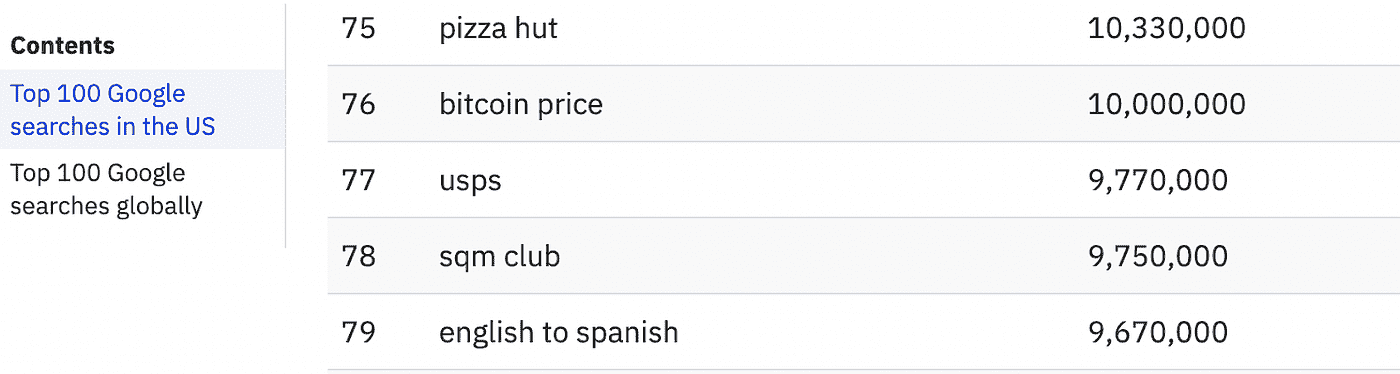 Contents
Top 100 Google
searches in the US
Top 100 Google
searches globally
75 pizza hut 10,330,000
76 bitcoin price 10,000,000
77 usps 9,770,000
78 sqm club 9,750,000
79 english to spanish 9,670,000